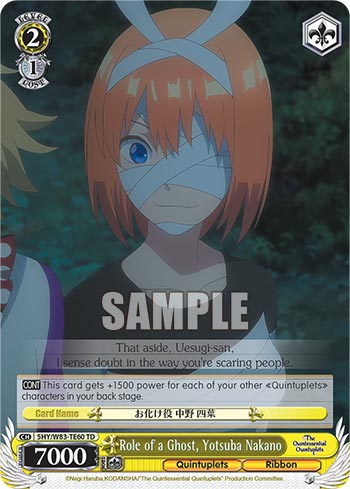 LEVEL
2
1
COST
SAMPLE
That aside, Uesugi-san,
I sense doubt in the way you're scaring people.
CONT This card gets +1500 power for each of your other «Quintuplets»
characters in your back stage.
Card Name お化け役 中野 四葉
CH 5HY/W83-TE60 TD
Role of a Ghost, Yotsuba Nakano
The Quintessential Quintuplets
7000
Quintuplets Ribbon
©Negi Haruba,KODANSHA/"The Quintessential Quintuplets" Production Committee.